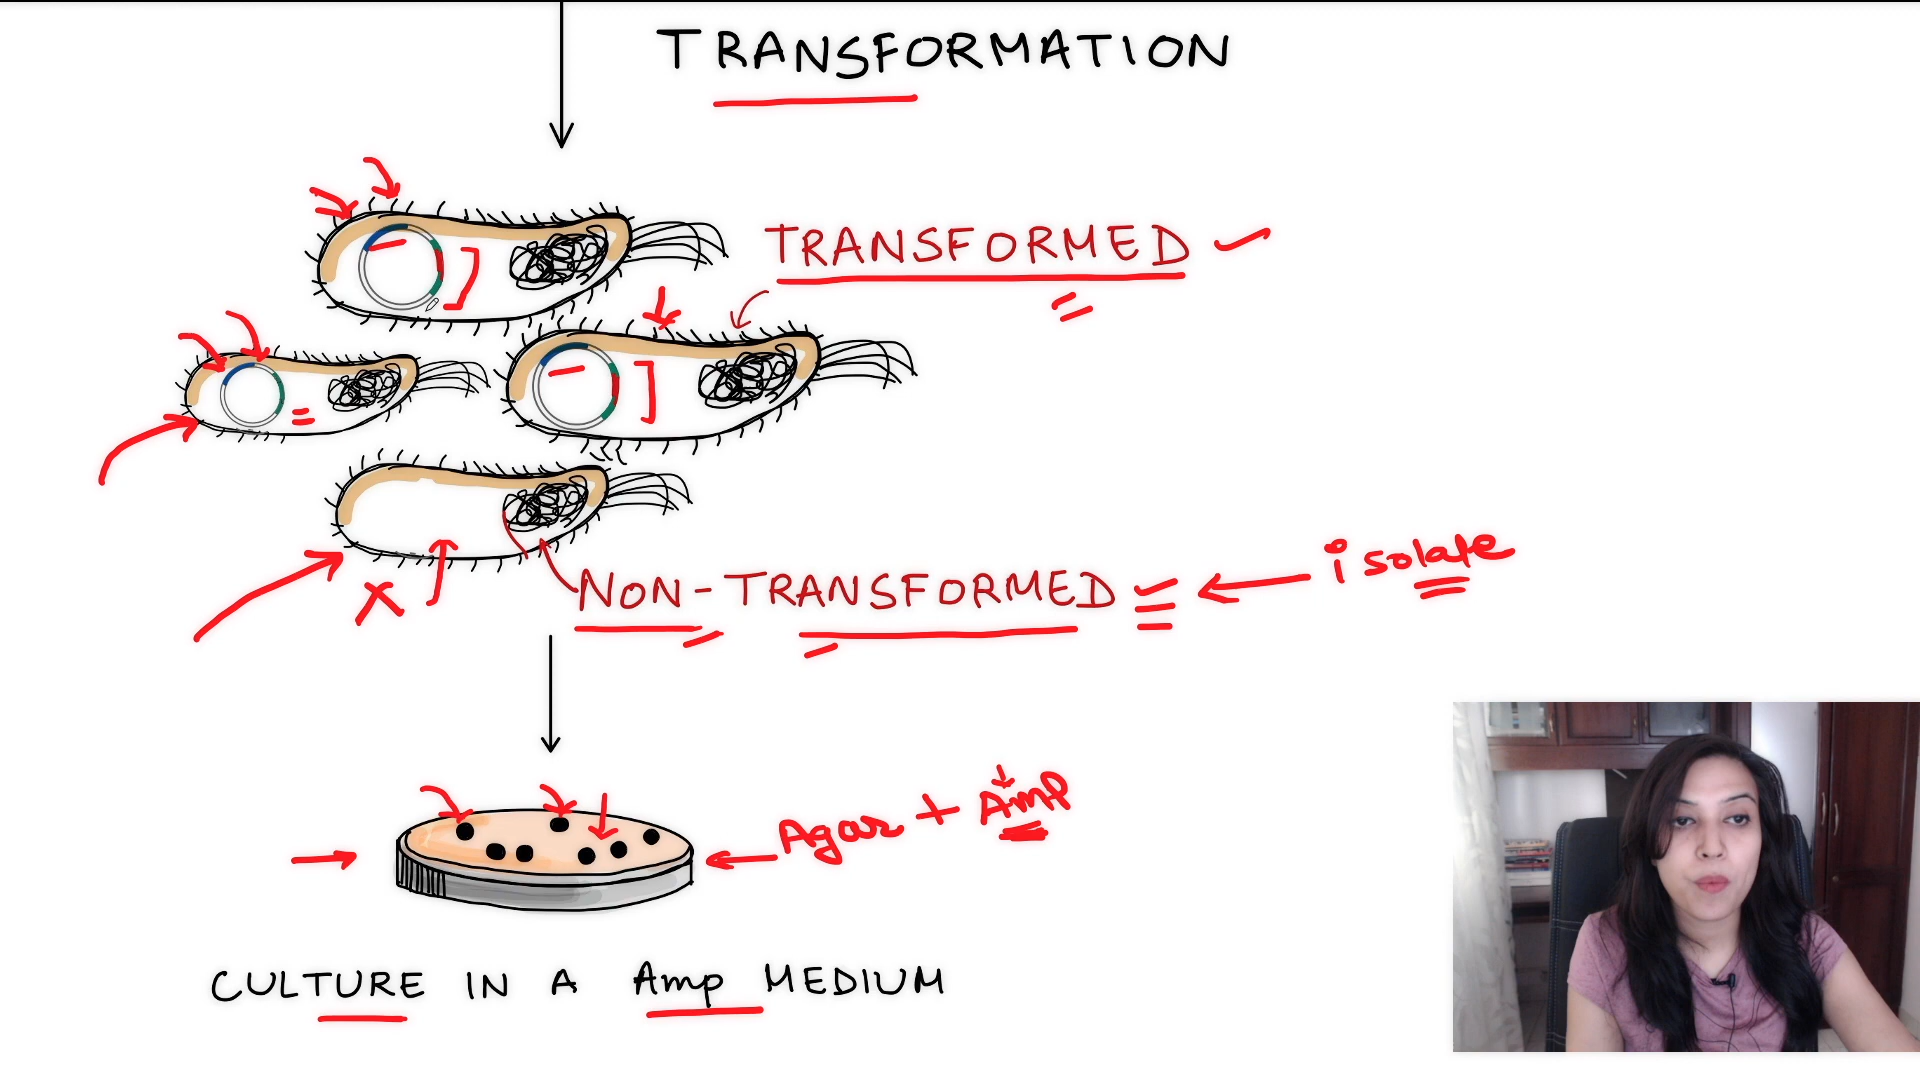 TRANSFORMATION
TRANSFORMED
NON-TRANSFORMED
isolate
Agar + Amp
CULTURE IN A Amp MEDIUM